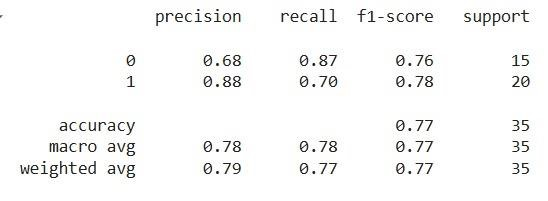 precision recall f1-score support
0 0.68 0.87 0.76 15
1 0.88 0.70 0.78 20
accuracy 0.77 35
macro avg 0.78 0.78 0.77 35
weighted avg 0.79 0.77 0.77 35